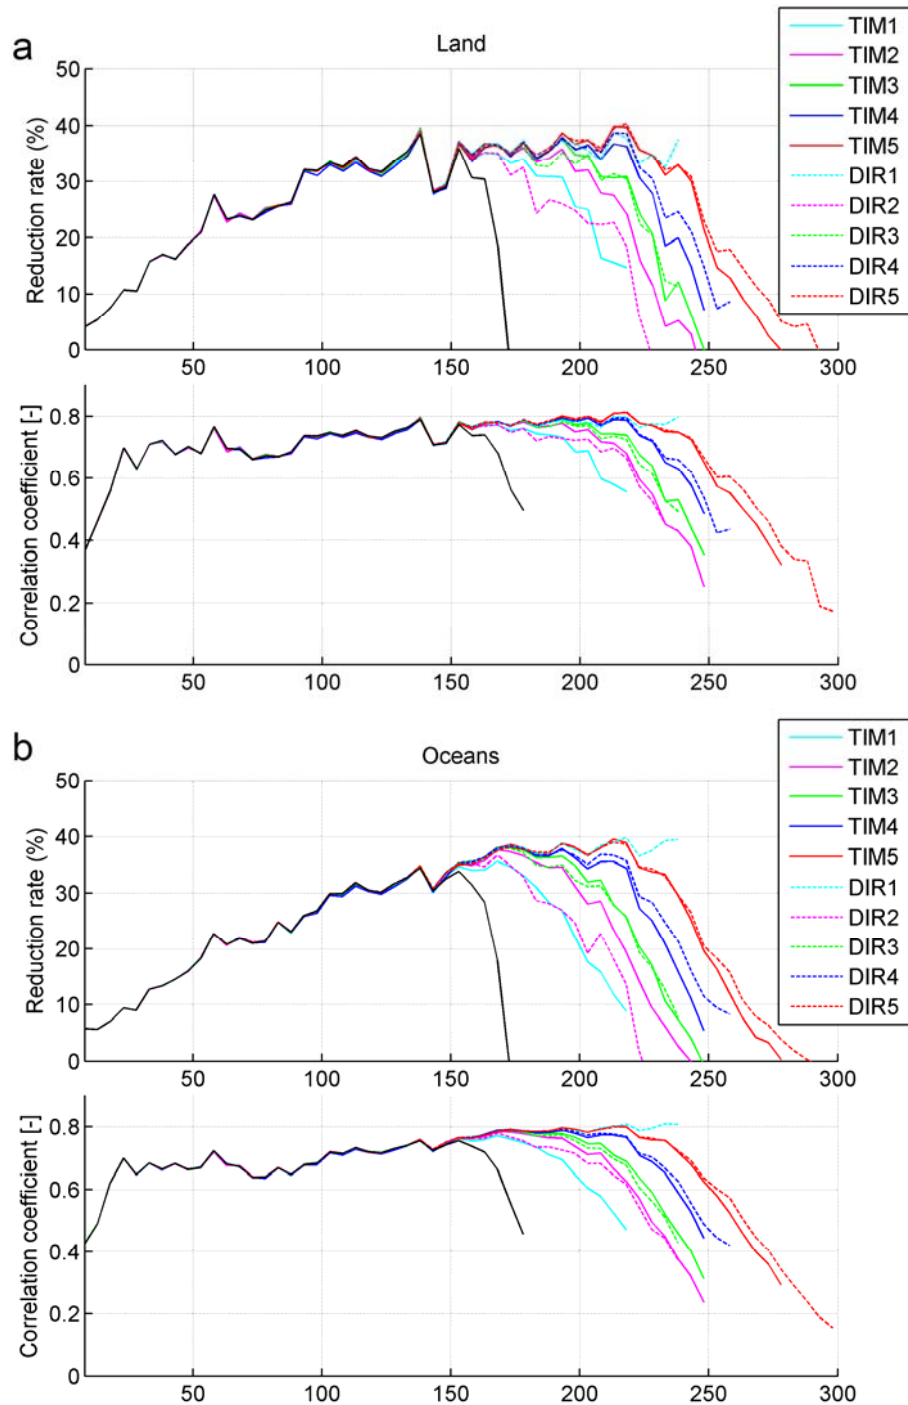 a
Land
TIM1
TIM2
TIM3
TIM4
TIM5
DIR1
DIR2
DIR3
DIR4
DIR5
Reduction rate (%)
50
40
30
20
10
0
50 100 150 200 250 300
Correlation coefficient [-]
0.8
0.6
0.4
0.2
0
50 100 150 200 250 300
b
Oceans
TIM1
TIM2
TIM3
TIM4
TIM5
DIR1
DIR2
DIR3
DIR4
DIR5
Reduction rate (%)
50
40
30
20
10
0
50 100 150 200 250 300
Correlation coefficient [-]
0.8
0.6
0.4
0.2
0
50 100 150 200 250 300